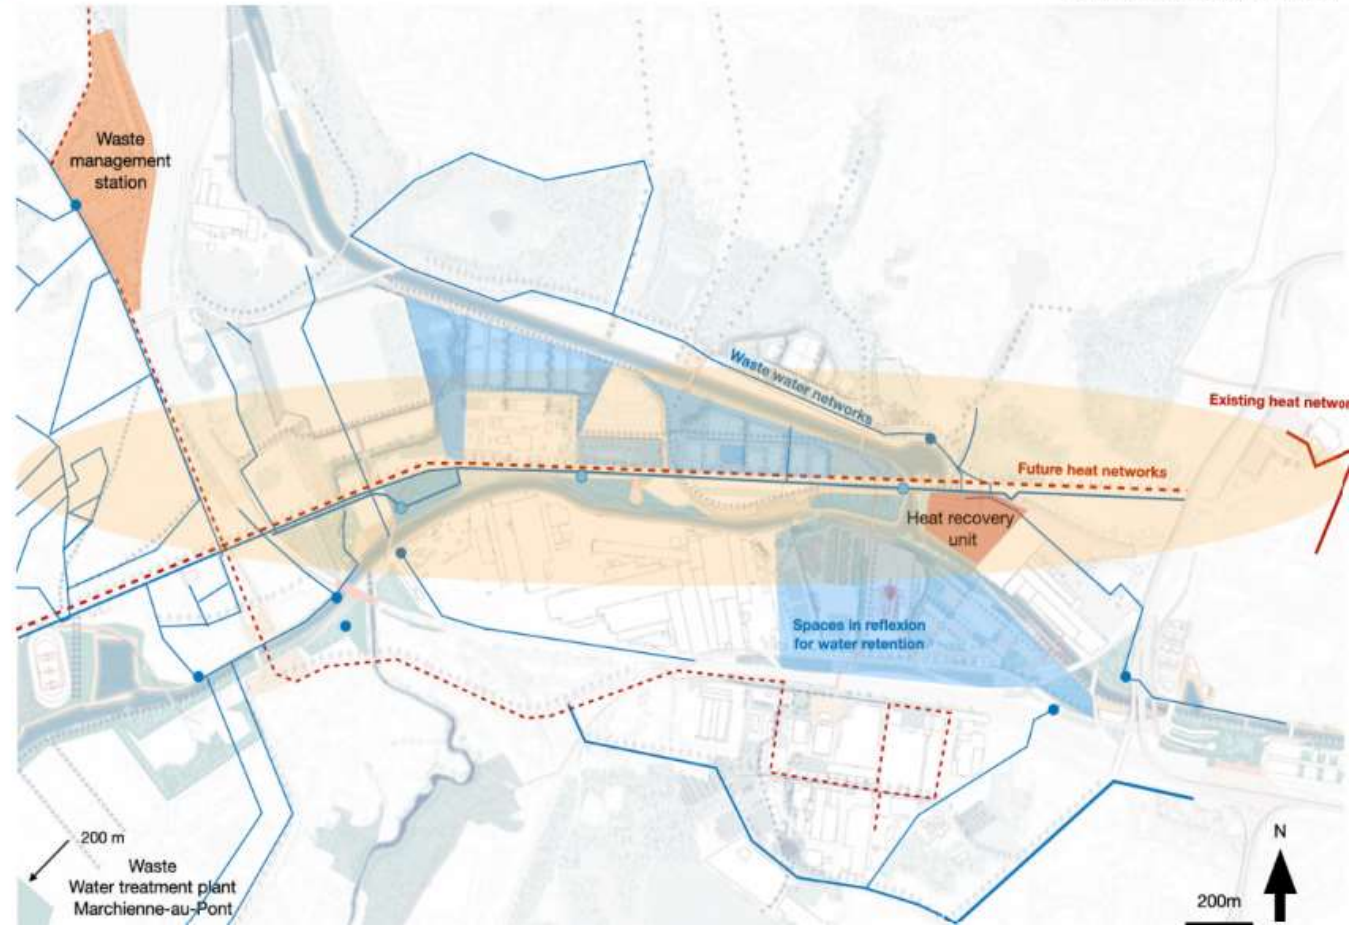 Waste
management
station
Waste water networks
Existing heat networ
Future heat networks
Heat recovery
unit
Spaces in reflexion
for water retention
200 m
Waste
Water treatment plant
Marchienne-au-Pont
N
200m